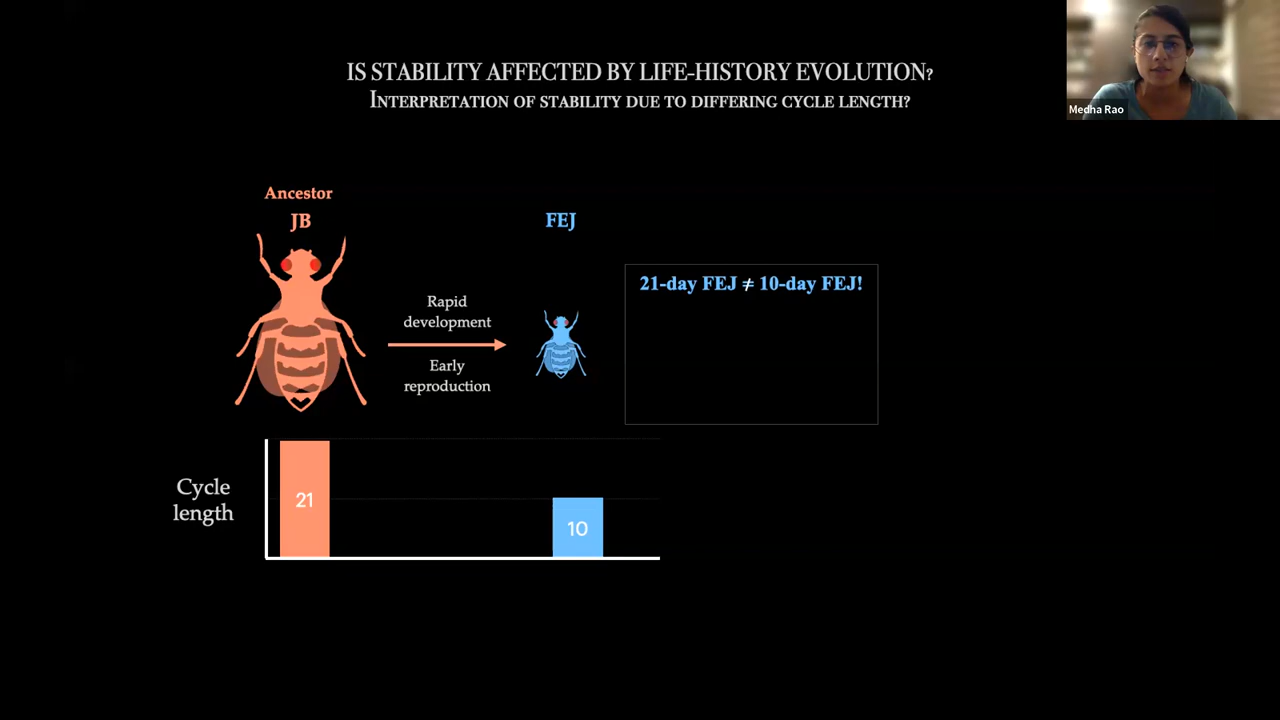 IS STABILITY AFFECTED BY LIFE-HISTORY EVOLUTION?
INTERPRETATION OF STABILITY DUE TO DIFFERING CYCLE LENGTH?
Medha Rao
Ancestor
JB
FEJ
Rapid
development
Early
reproduction
21-day FEJ ≠ 10-day FEJ!
Cycle
length
21
10